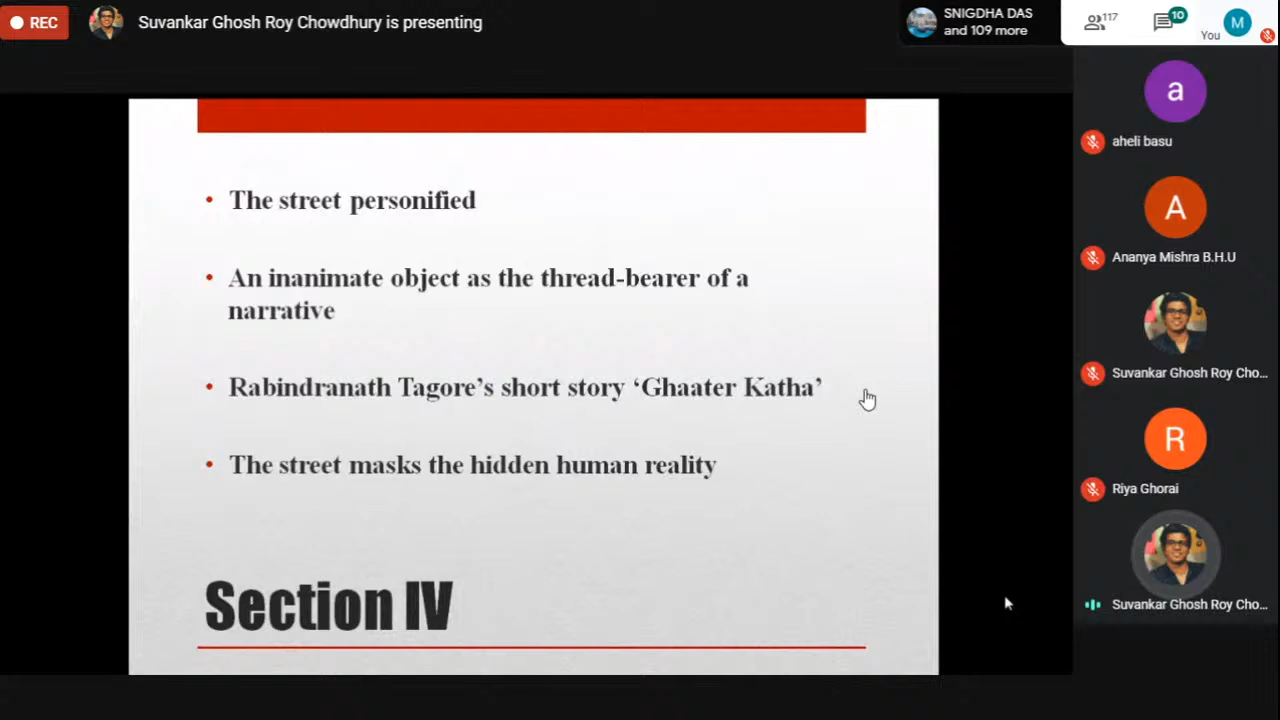 REC
Suvankar Ghosh Roy Chowdhury is presenting
SNIGDHA DAS
and 109 more
117
10
You
M
a
aheli basu
A
Ananya Mishra B.H.U
Suvankar Ghosh Roy Cho...
R
Riya Ghorai
Suvankar Ghosh Roy Cho...
• The street personified
• An inanimate object as the thread-bearer of a
narrative
• Rabindranath Tagore’s short story ‘Ghaater Katha’
• The street masks the hidden human reality
Section IV